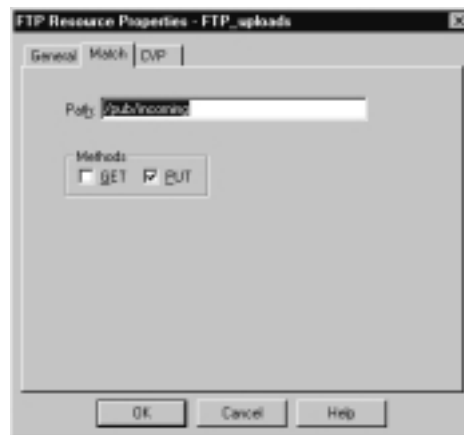 FTP Resource Properties - FTP_uploads
General Match CVP
Path: /pub/incoming
Methods
GET PUT
OK Cancel Help